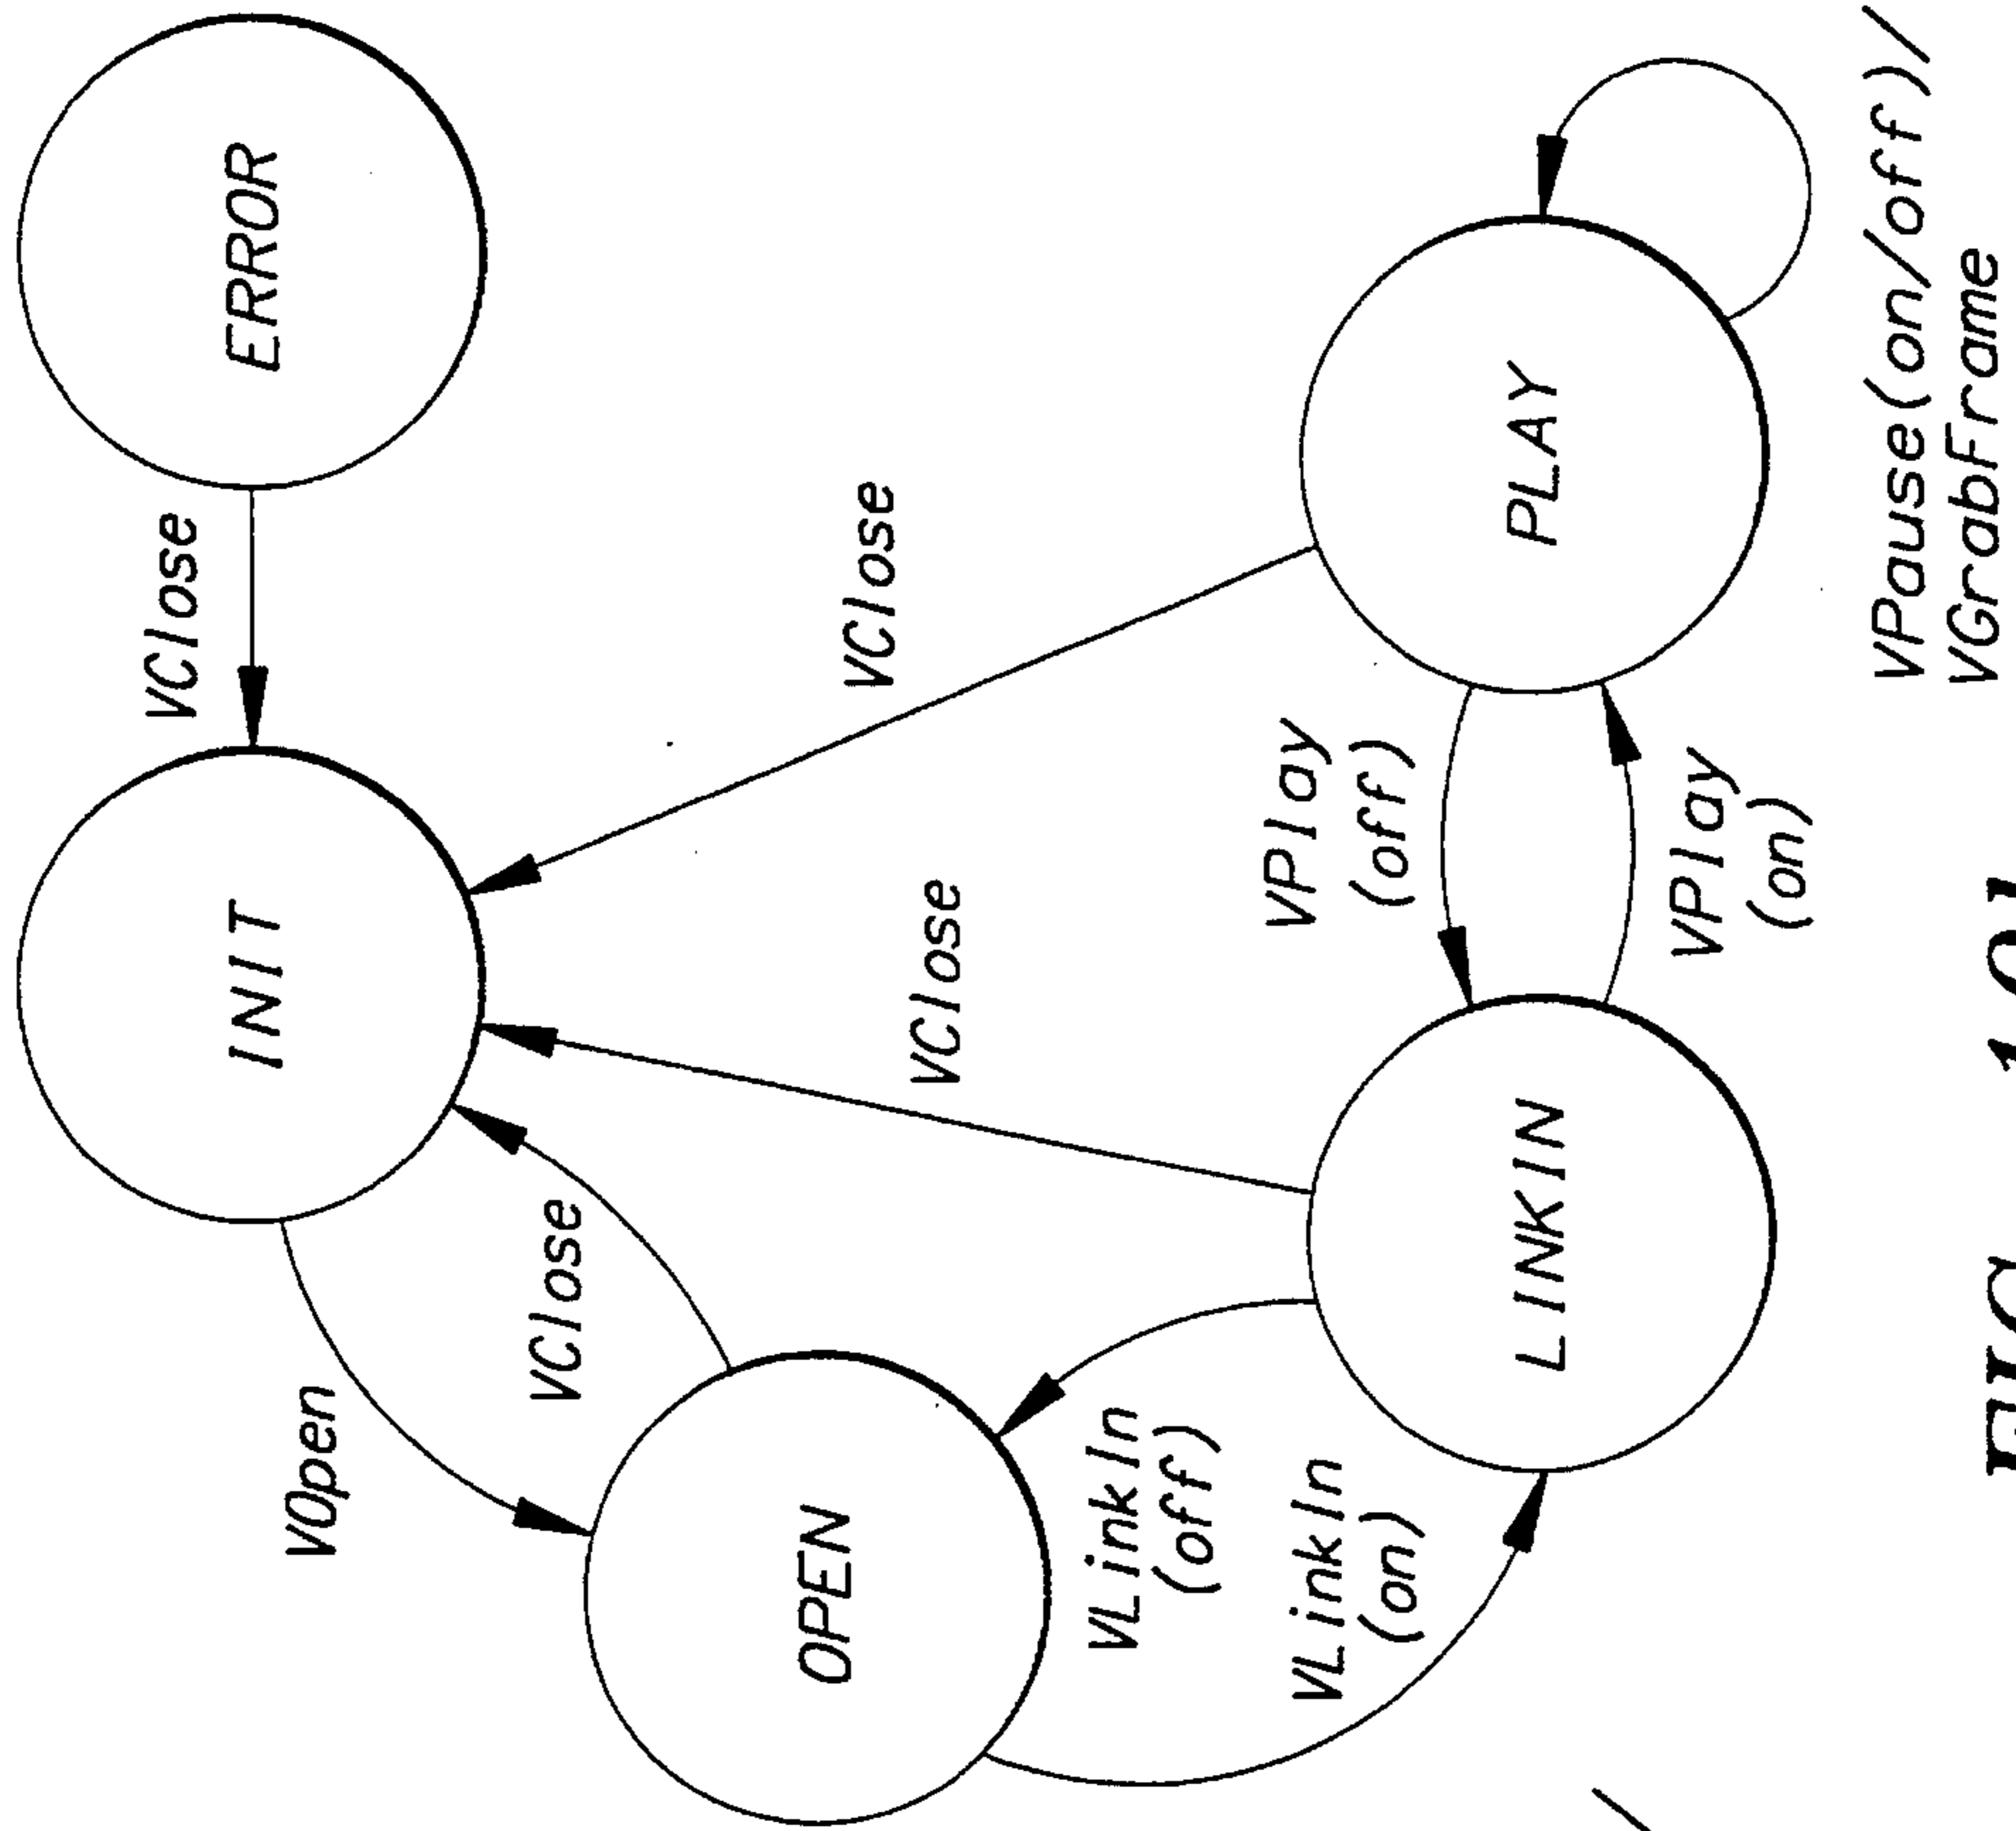 ERROR
VClose
INIT
VClose
VClose
VClose
VOpen
OPEN
VLinkIn
(off)
VLinkIn
(on)
LINKIN
VPlay
(off)
VPlay
(on)
PLAY
VPause(on/off)/
VGrabFrame